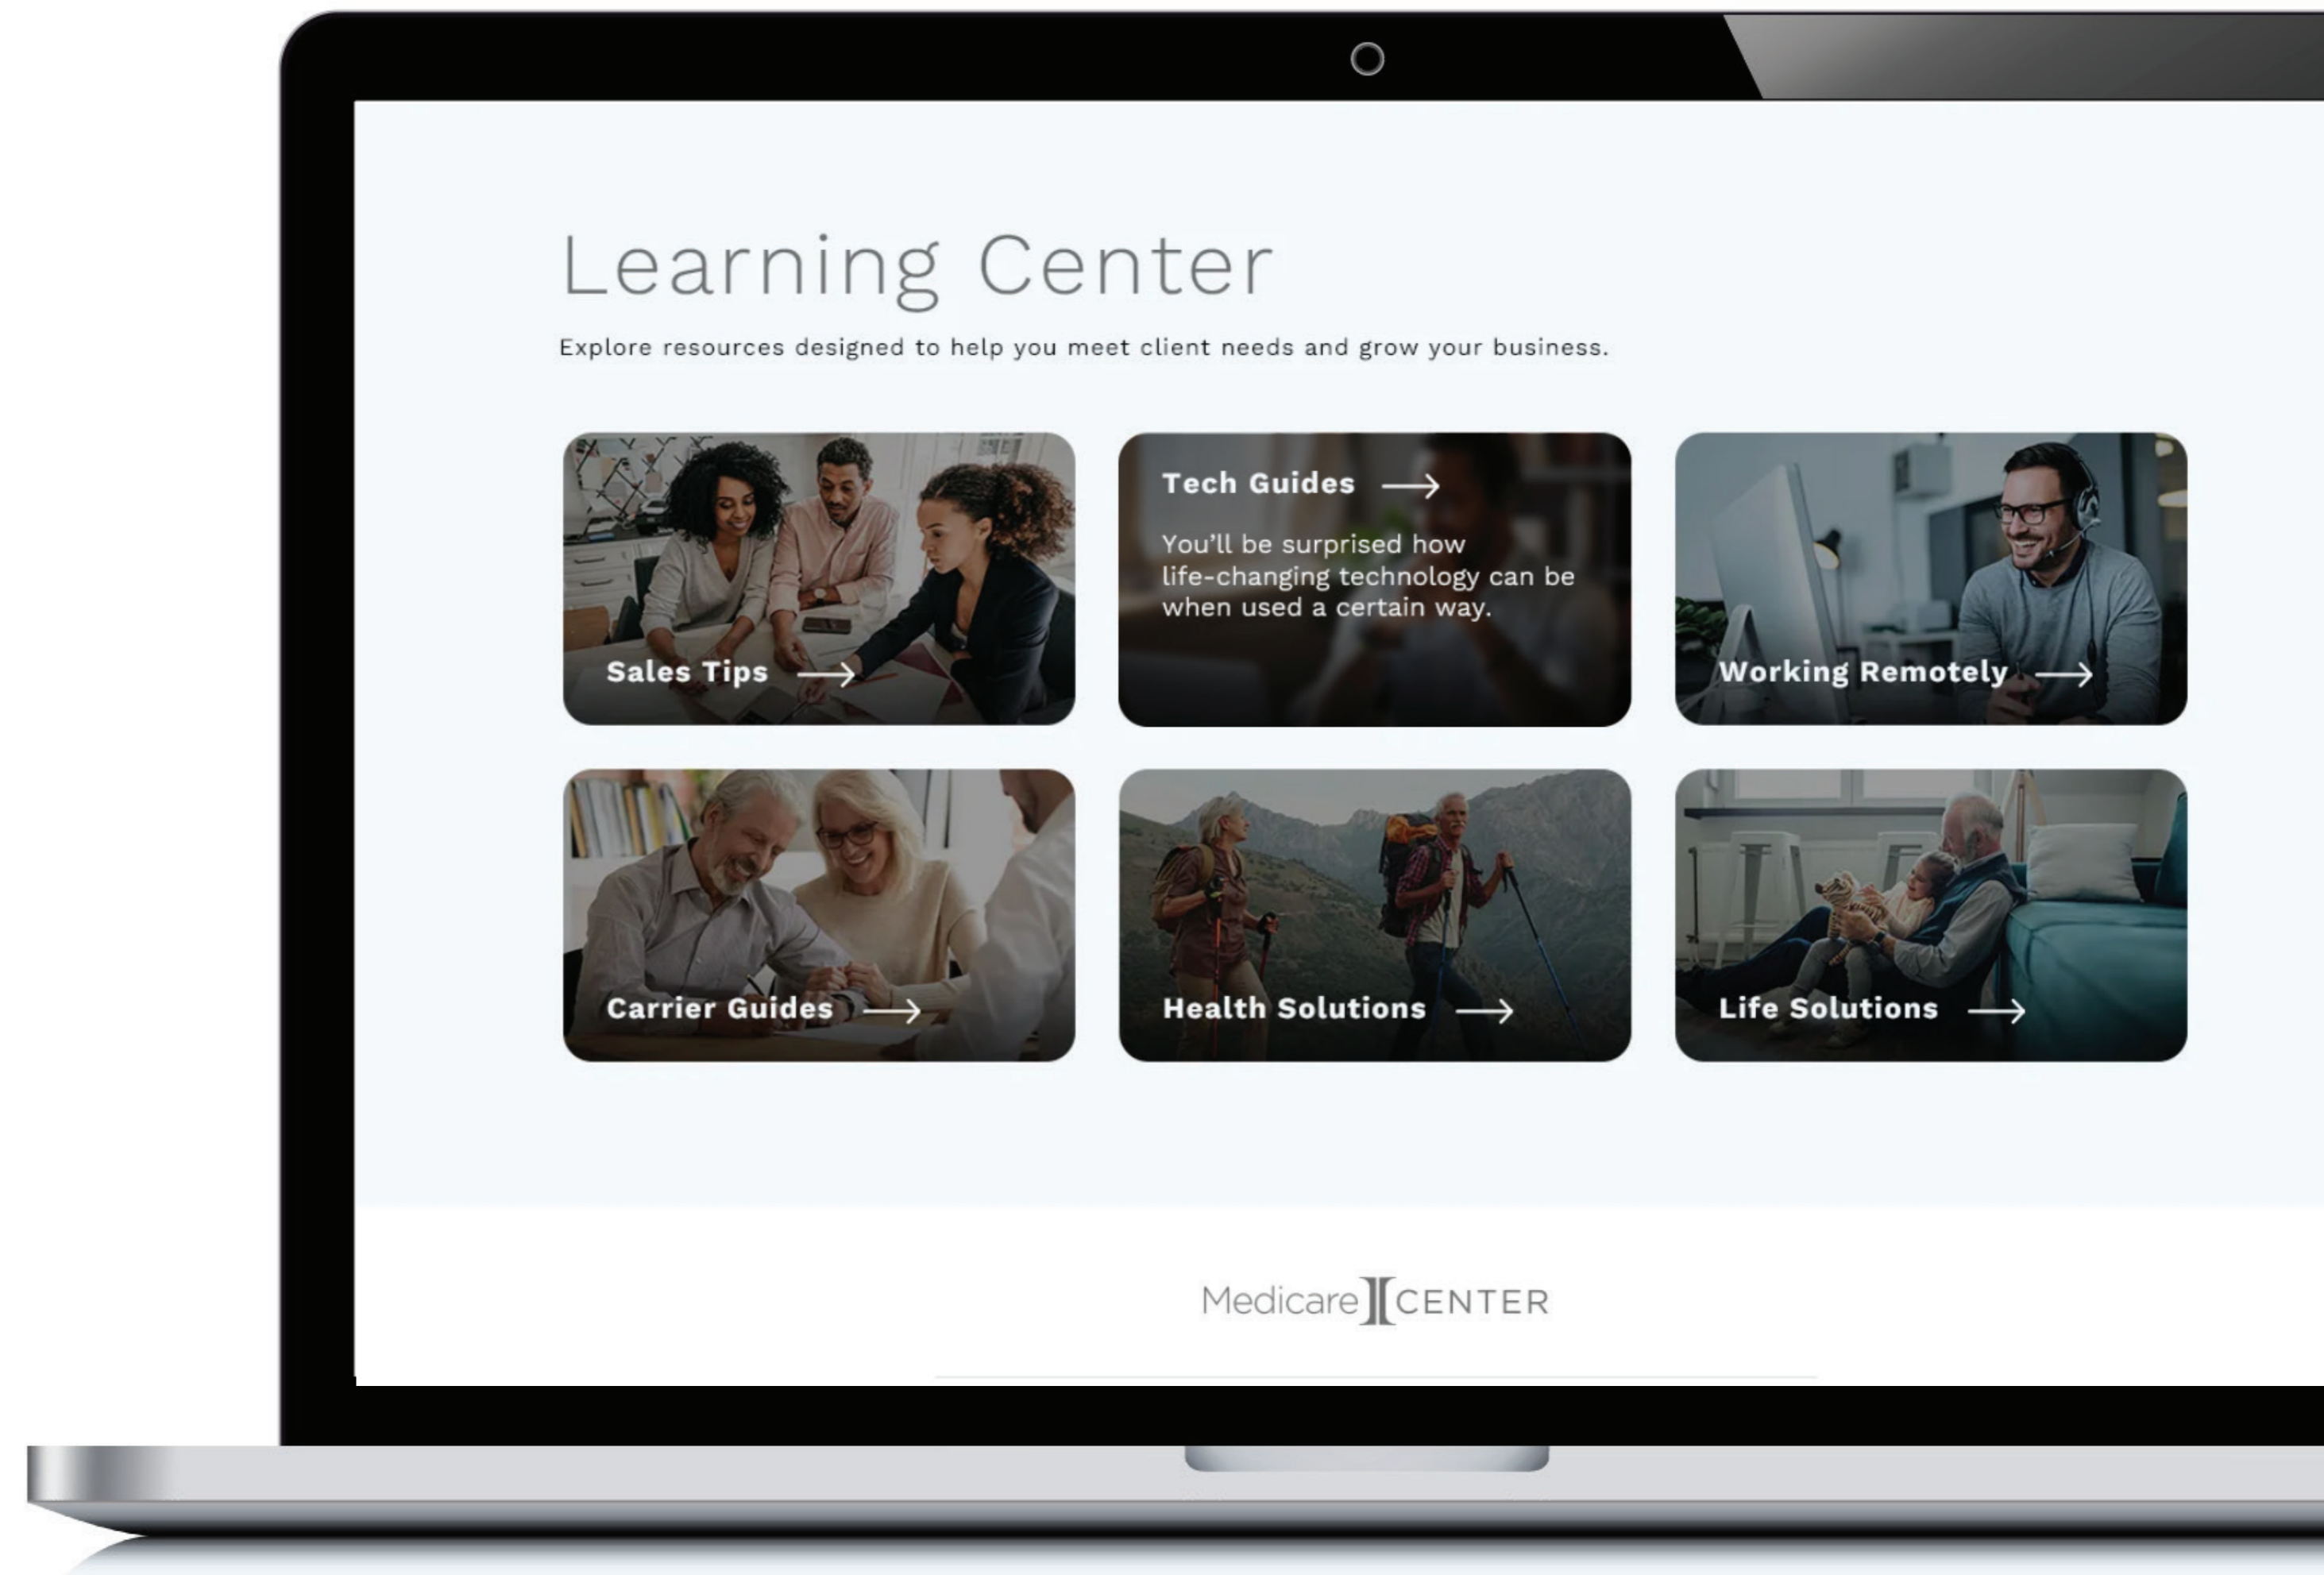 Learning Center
Explore resources designed to help you meet client needs and grow your business.
Sales Tips
Tech Guides
You'll be surprised how
life-changing technology can be
when used a certain way.
Working Remotely
Carrier Guides
Health Solutions
Life Solutions
Medicare CENTER